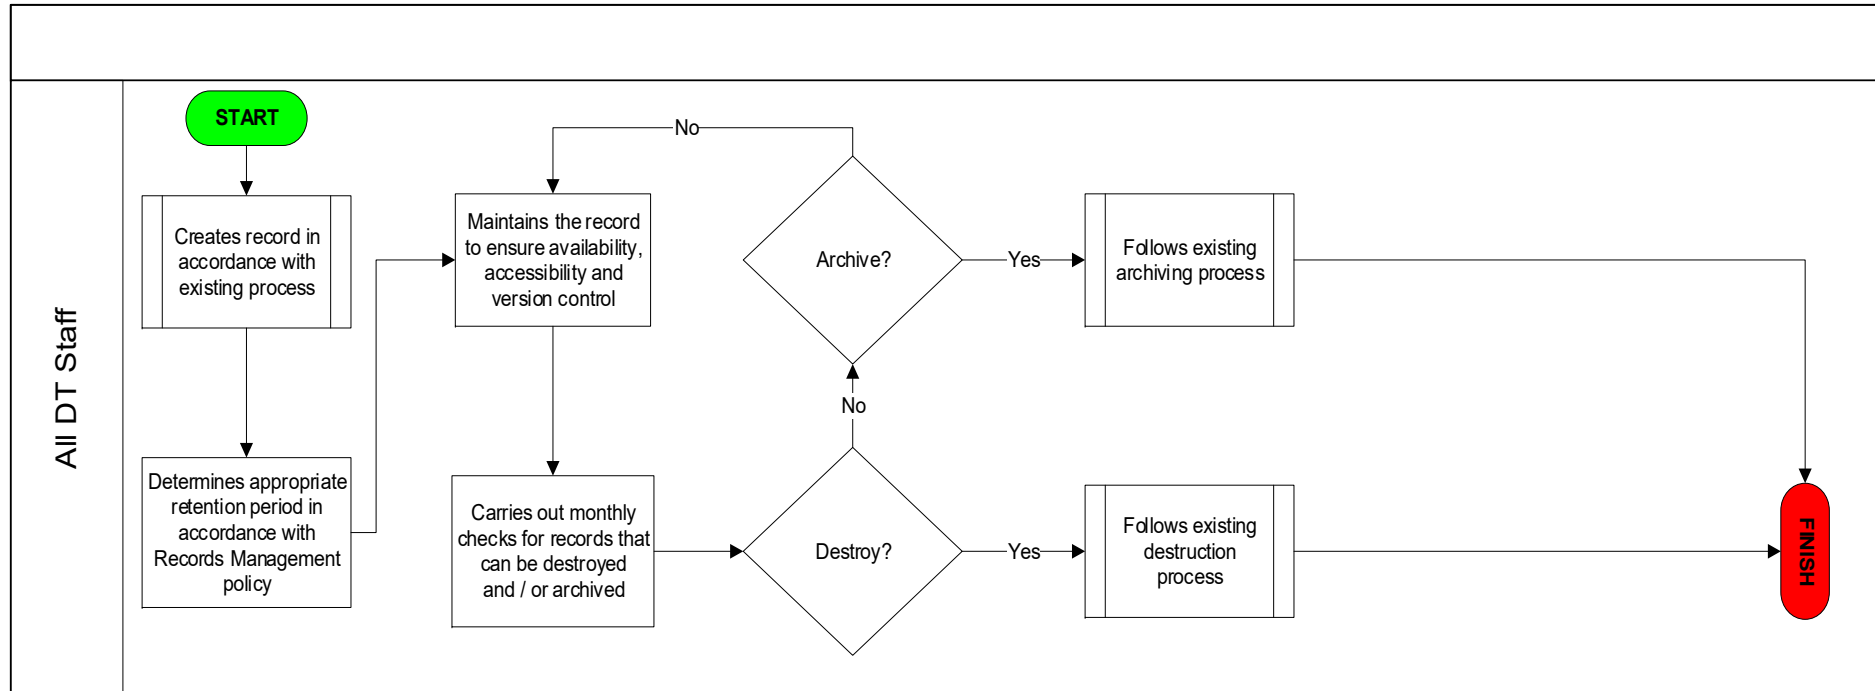 All DT Staff
START
Creates record in
accordance with
existing process
Determines appropriate
retention period in
accordance with
Records Management
policy
Maintains the record
to ensure availability,
accessibility and
version control
Carries out monthly
checks for records that
can be destroyed
and / or archived
Destroy?
No
Yes
Archive?
No
Yes
Follows existing
archiving process
Follows existing
destruction
process
FINISH